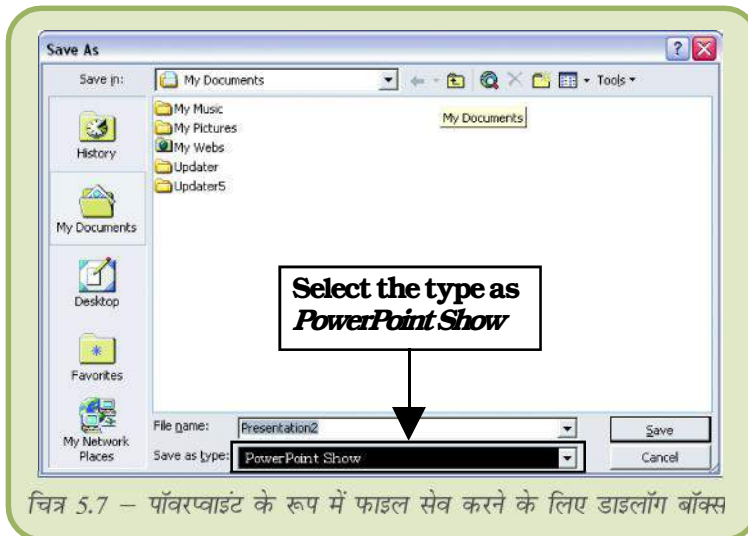 Save As
Save in:
My Documents
Tools
History
My Documents
Desktop
Favorites
My Network
Places
My Music
My Pictures
My Webs
Updater
Updater5
My Documents
Select the type as
PowerPoint Show
File name:
Presentation2
Save
Save as type:
PowerPoint Show
Cancel
चित्र 5.7 – पॉवरप्वाइंट के रूप में फाइल सेव करने के लिए डाइलॉग बॉक्स